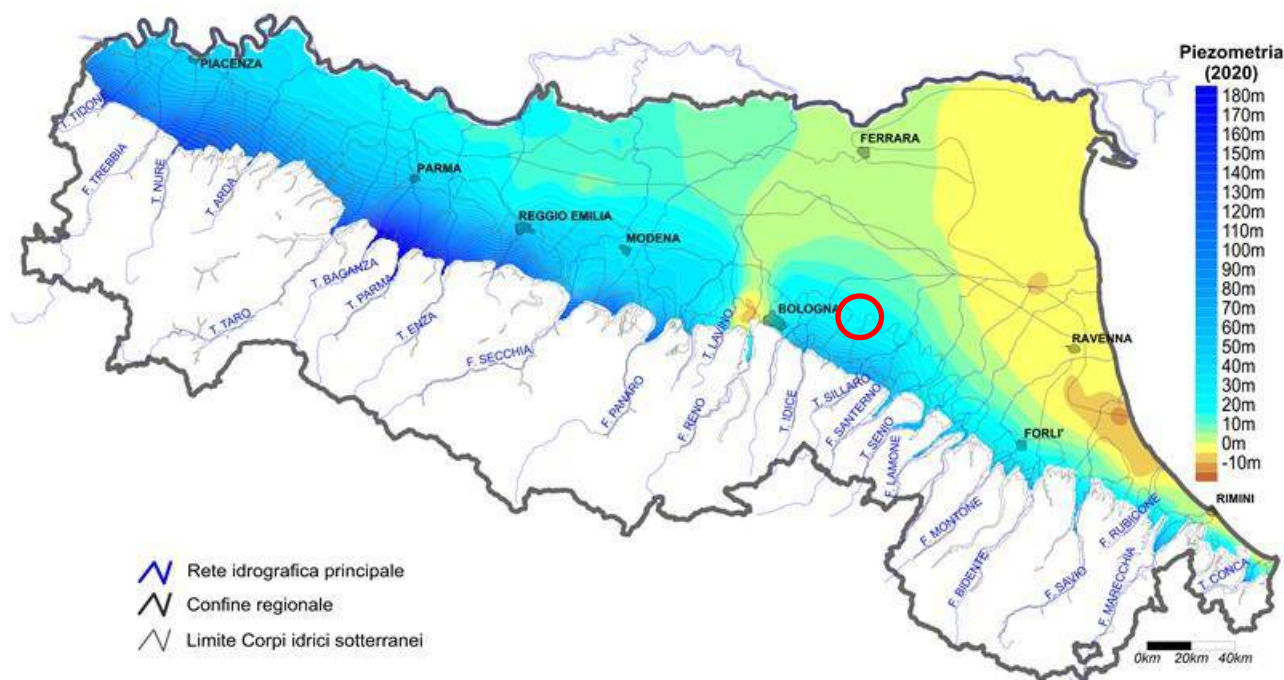 Piezometria
(2020)
180m
170m
160m
150m
140m
130m
120m
110m
100m
90m
80m
70m
60m
50m
40m
30m
20m
10m
0m
-10m
PIACENZA
PARMA
REGGIO EMILIA
MODENA
BOLOGNA
FERRARA
RAVENNA
FORLI'
RIMINI
T. TIDONE
F. TREBBIA
T. NURE
T. ARDA
T. TARO
T. BAGANZA
T. PARMA
T. ENZA
F. SECCHIA
F. PANARO
T. LAVINO
F. RENO
T. IDICE
T. SILLARO
F. SANTERNO
T. SENIO
F. LAMONE
F. MONTONE
F. BIDENTE
F. SAVIO
F. RUBICONE
F. MARECCHIA
T. CONCA
Rete idrografica principale
Confine regionale
Limite Corpi idrici sotterranei
0km 20km 40km